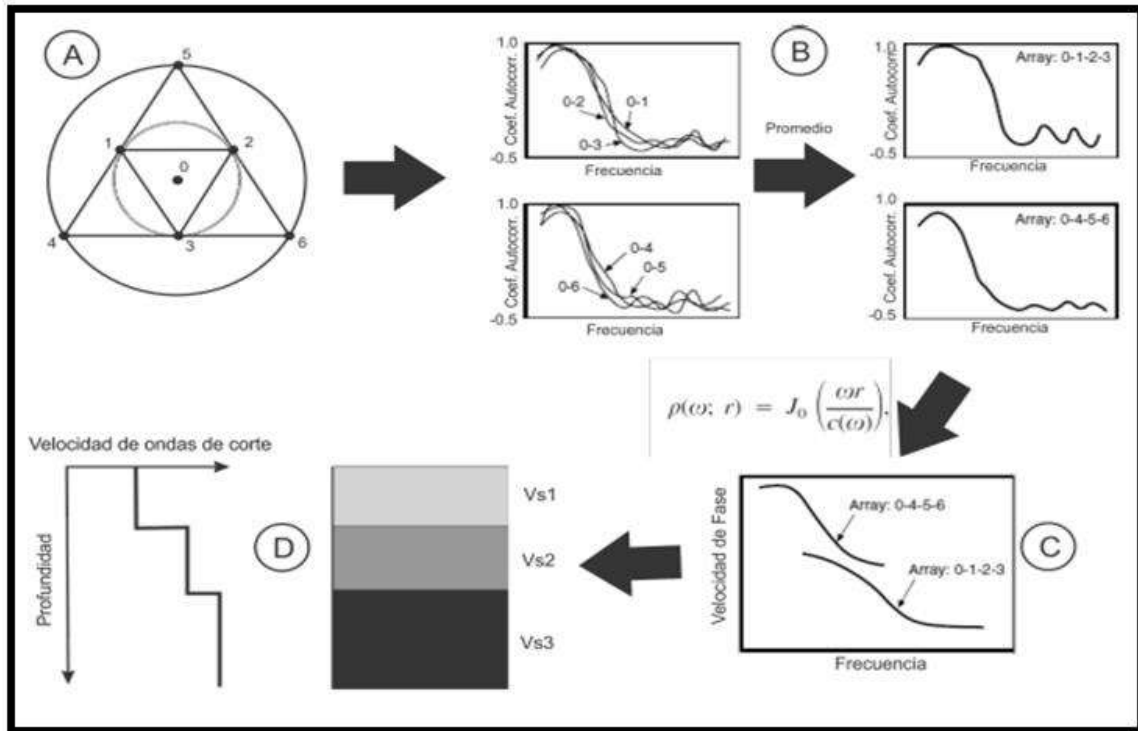 A
5
1
2
0
4
3
6
B
1.0
Coef. Autocorr.
-0.5
0-2
0-1
0-3
Frecuencia
Promedio
1.0
Coef. Autocorr.
-0.5
Array: 0-1-2-3
Frecuencia
1.0
Coef. Autocorr.
-0.5
0-4
0-5
0-6
Frecuencia
1.0
Coef. Autocorr.
-0.5
Array: 0-4-5-6
Frecuencia
ρ(ω; r) = J₀ (ωr / c(ω)).
Velocidad de ondas de corte
Profundidad
D
Vs1
Vs2
Vs3
Velocidad de Fase
Array: 0-4-5-6
Array: 0-1-2-3
Frecuencia
C